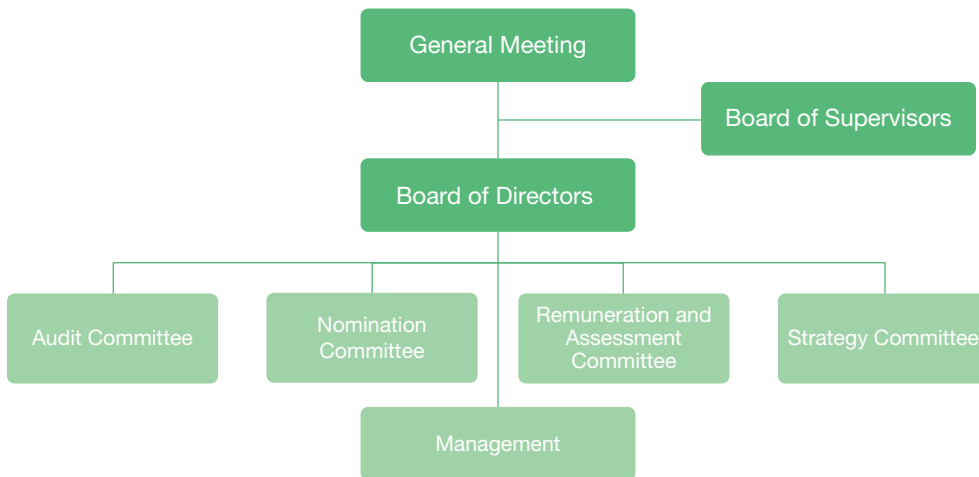 General Meeting
Board of Supervisors
Board of Directors
Audit Committee
Nomination
Committee
Remuneration and
Assessment
Committee
Strategy Committee
Management